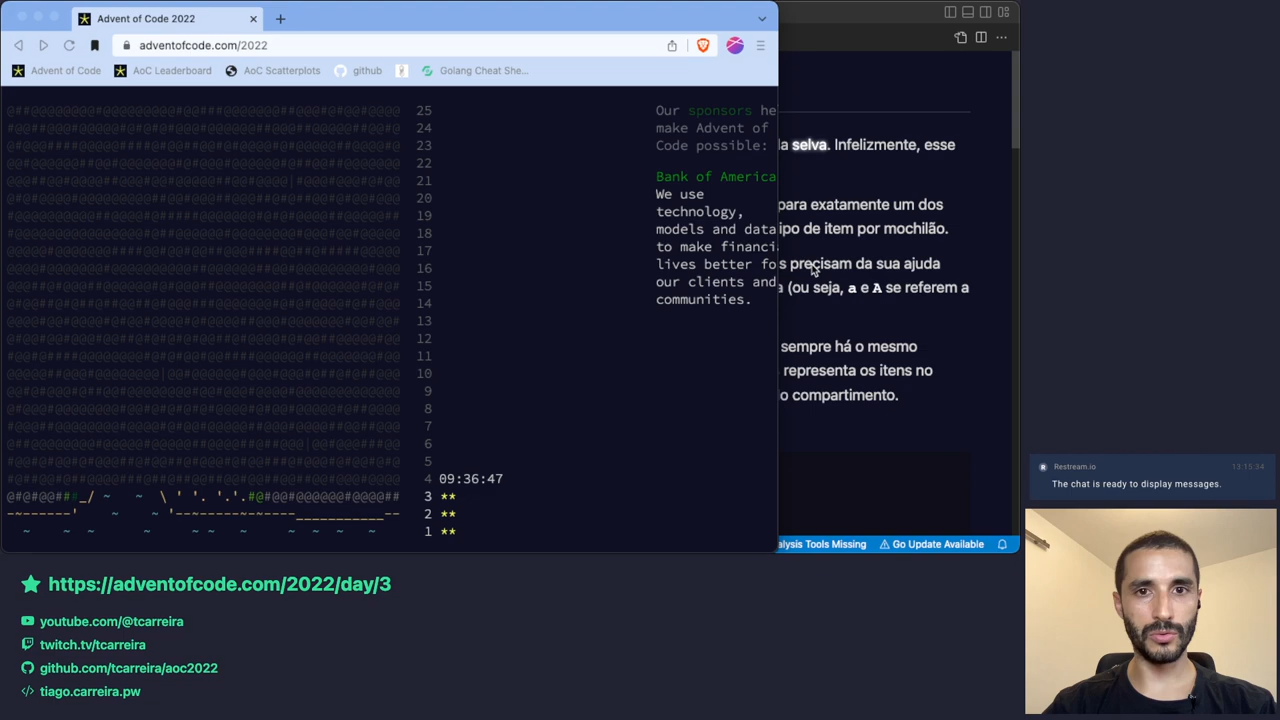 Advent of Code 2022
adventofcode.com/2022
Advent of Code
AoC Leaderboard
AoC Scatterplots
github
Golang Cheat She...
25
24
23
22
21
20
19
18
17
16
15
14
13
12
11
10
9
8
7
6
5
4 09:36:47
3 **
2 **
1 **
Our sponsors he
make Advent of
Code possible:
Bank of America
We use
technology,
models and data
to make financi
lives better fo
our clients and
communities.
la selva. Infelizmente, esse
para exatamente um dos
ipo de item por mochilão.
s precisam da sua ajuda
a (ou seja, a e A se referem a
sempre há o mesmo
representa os itens no
o compartimento.
alysis Tools Missing
Go Update Available
Restream.io
13:15:34
The chat is ready to display messages.
https://adventofcode.com/2022/day/3
youtube.com/@tcarreira
twitch.tv/tcarreira
github.com/tcarreira/aoc2022
tiago.carreira.pw